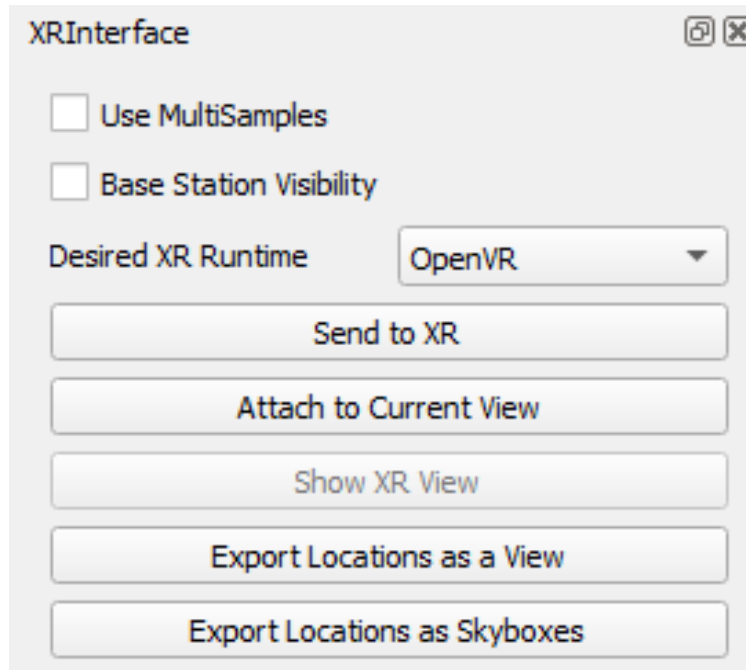 XRInterface
Use MultiSamples
Base Station Visibility
Desired XR Runtime OpenVR
Send to XR
Attach to Current View
Show XR View
Export Locations as a View
Export Locations as Skyboxes